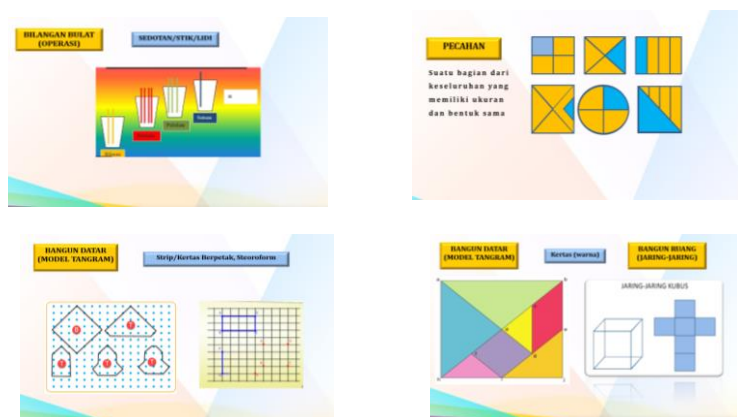 BILANGAN BULAT
(OPERASI)
SEDOTAN/STIK/LIDI
PECAHAN
Suatu bagian dari
keseluruhan yang
memiliki ukuran
dan bentuk sama
BANGUN DATAR
(MODEL TANGRAM)
Strip/Kertas Berpetak, Steoroform
BANGUN DATAR
(MODEL TANGRAM)
Kertas (warna)
BANGUN RUANG
(JARING-JARING)
JARING-JARING KUBUS